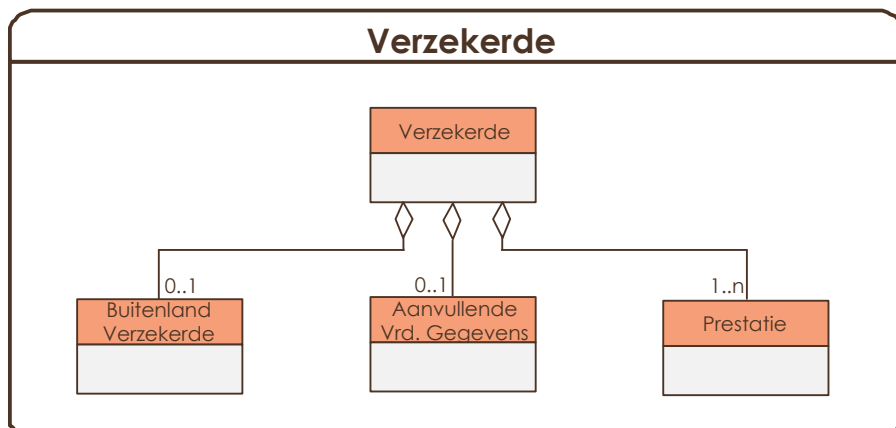 Verzekerde
Verzekerde
0..1
0..1
1..n
Buitenland
Verzekerde
Aanvullende
Vrd. Gegevens
Prestatie